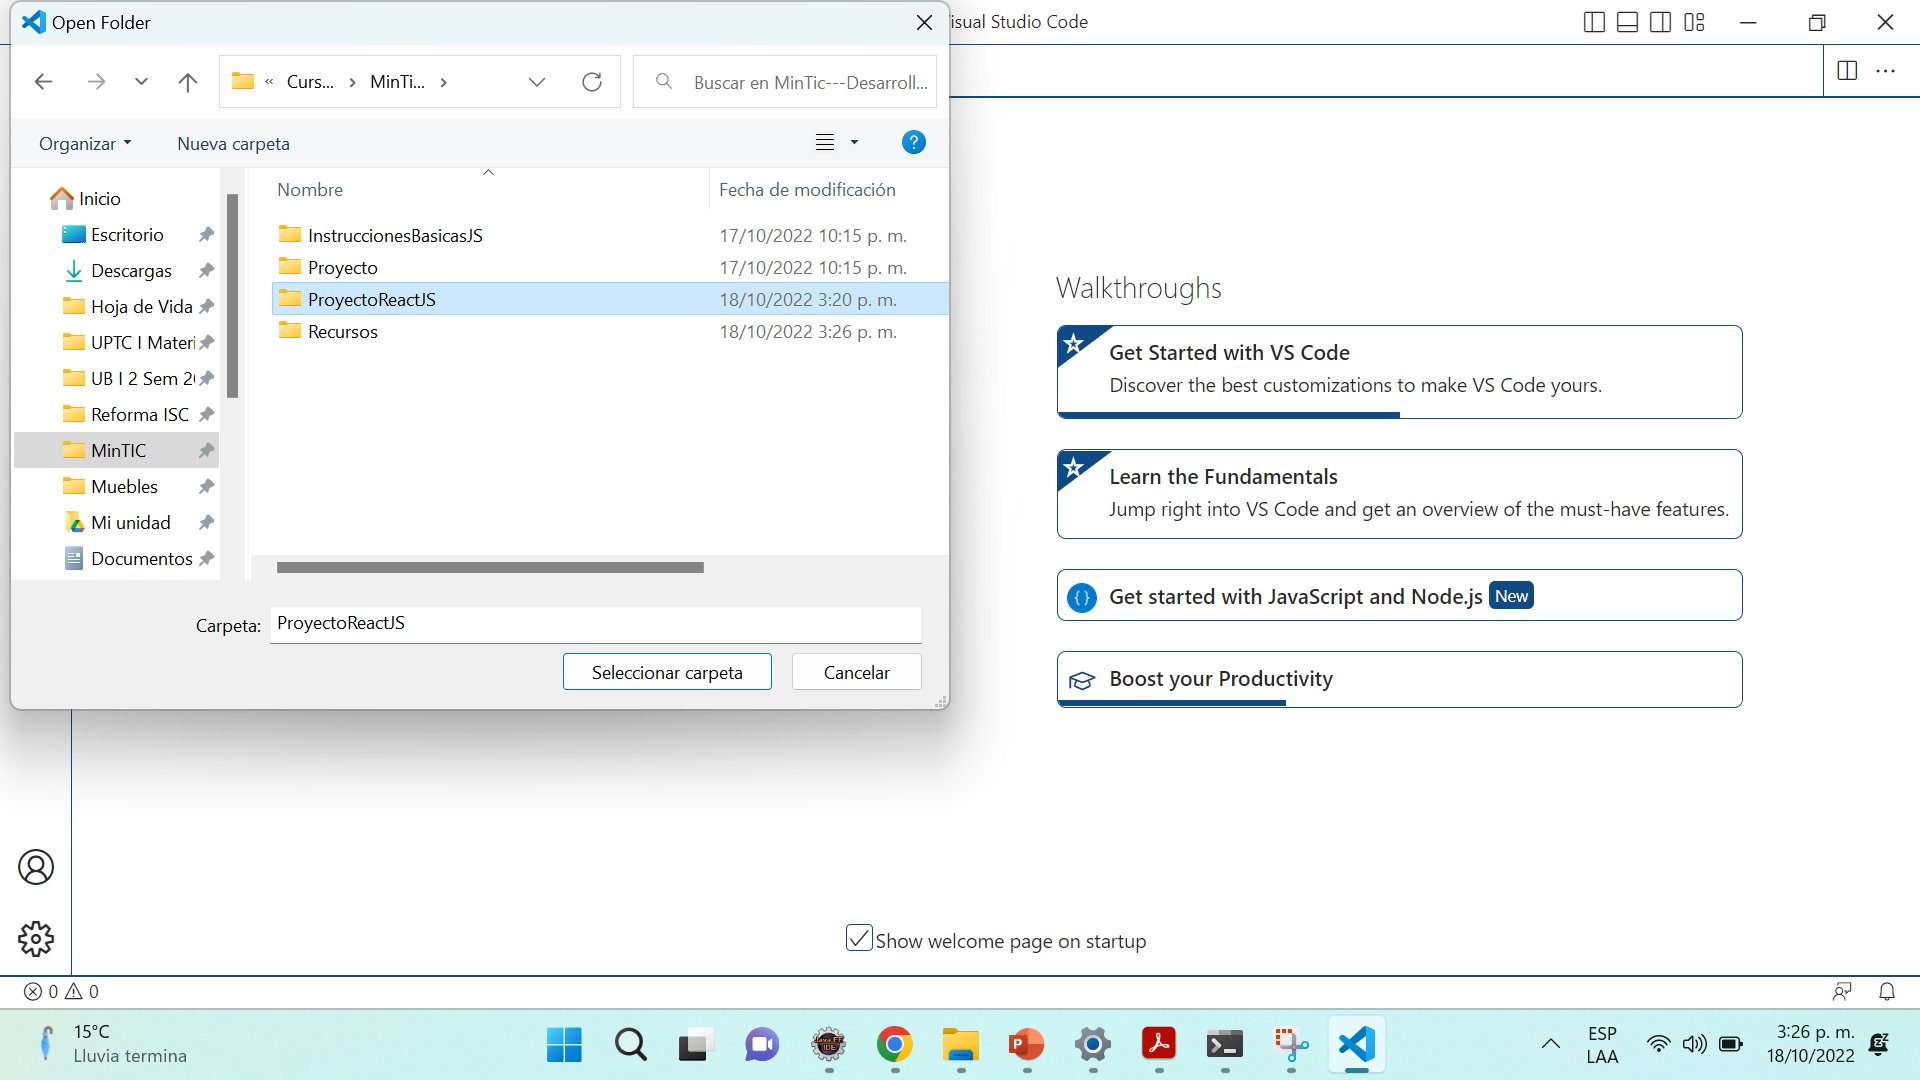 Open Folder
isual Studio Code
« Curs... › MinTi... ›
Buscar en MinTic---Desarroll...
Organizar
Nueva carpeta
?
Nombre
Fecha de modificación
Inicio
Escritorio
Descargas
Hoja de Vida
UPTC I Materi
UB I 2 Sem 2
Reforma ISC
MinTIC
Muebles
Mi unidad
Documentos
InstruccionesBasicasJS 17/10/2022 10:15 p. m.
Proyecto 17/10/2022 10:15 p. m.
ProyectoReactJS 18/10/2022 3:20 p. m.
Recursos 18/10/2022 3:26 p. m.
Carpeta: ProyectoReactJS
Seleccionar carpeta
Cancelar
Walkthroughs
Get Started with VS Code
Discover the best customizations to make VS Code yours.
Learn the Fundamentals
Jump right into VS Code and get an overview of the must-have features.
{} Get started with JavaScript and Node.js New
Boost your Productivity
Show welcome page on startup
0 0
15°C
Lluvia termina
ESP
LAA
3:26 p. m.
18/10/2022